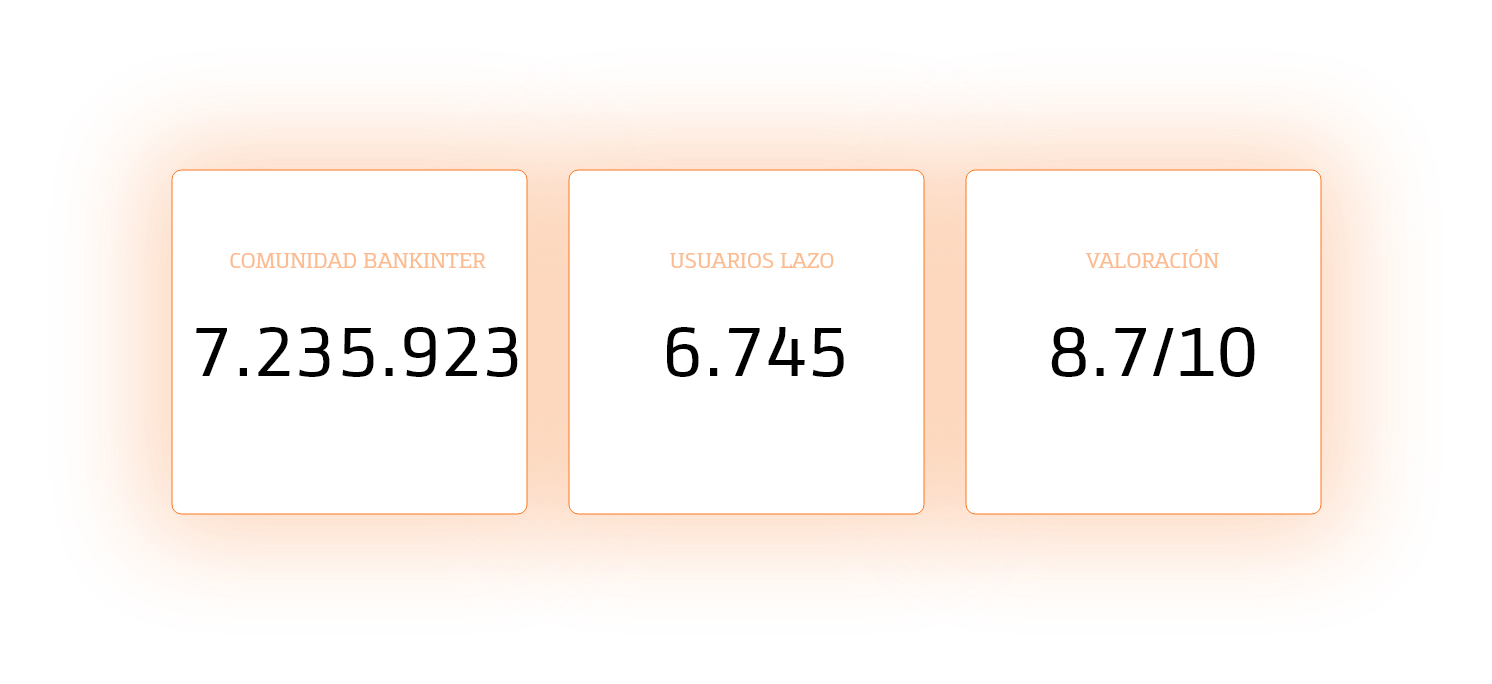 COMUNIDAD BANKINTER
7.235.923
USUARIOS LAZO
6.745
VALORACIÓN
8.7/10